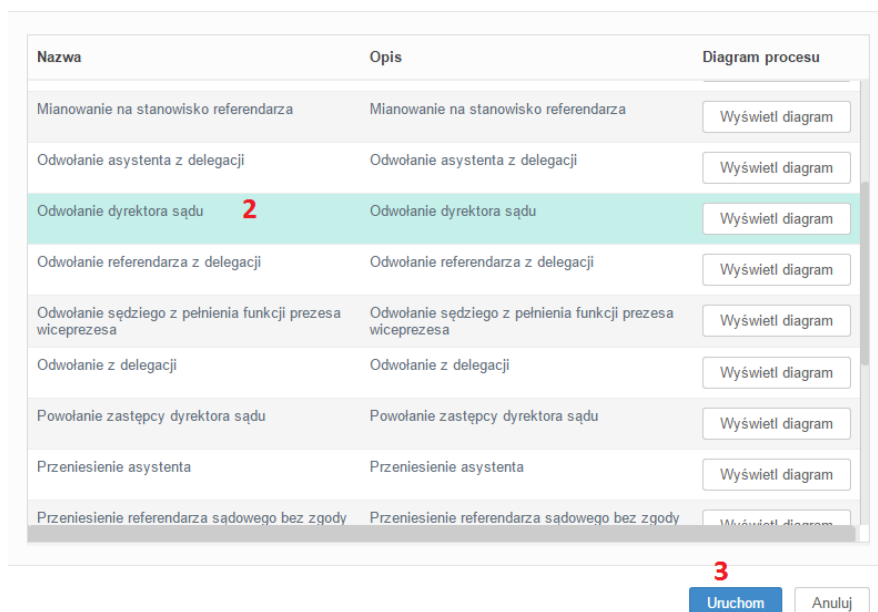 Nazwa Opis Diagram procesu
Mianowanie na stanowisko referendarza Mianowanie na stanowisko referendarza Wyświetl diagram
Odwołanie asystenta z delegacji Odwołanie asystenta z delegacji Wyświetl diagram
Odwołanie dyrektora sądu 2 Odwołanie dyrektora sądu Wyświetl diagram
Odwołanie referendarza z delegacji Odwołanie referendarza z delegacji Wyświetl diagram
Odwołanie sędziego z pełnienia funkcji prezesa Odwołanie sędziego z pełnienia funkcji prezesa Wyświetl diagram
wiceprezesa wiceprezesa
Odwołanie z delegacji Odwołanie z delegacji Wyświetl diagram
Powołanie zastępcy dyrektora sądu Powołanie zastępcy dyrektora sądu Wyświetl diagram
Przeniesienie asystenta Przeniesienie asystenta Wyświetl diagram
Przeniesienie referendarza sądowego bez zgody Przeniesienie referendarza sądowego bez zgody Wyświetl diagram
3
Uruchom Anuluj